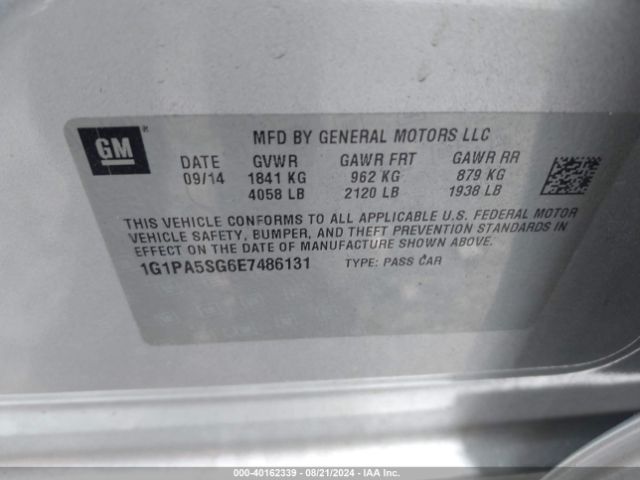 GM
MFD BY GENERAL MOTORS LLC
DATE GVWR GAWR FRT GAWR RR
09/14 1841 KG 962 KG 879 KG
4058 LB 2120 LB 1938 LB
THIS VEHICLE CONFORMS TO ALL APPLICABLE U.S. FEDERAL MOTOR
VEHICLE SAFETY, BUMPER, AND THEFT PREVENTION STANDARDS
IN EFFECT ON THE DATE OF MANUFACTURE SHOWN ABOVE.
1G1PA5SG6E7486131 TYPE: PASS CAR
000-40162339 - 08/21/2024 - IAA Inc.